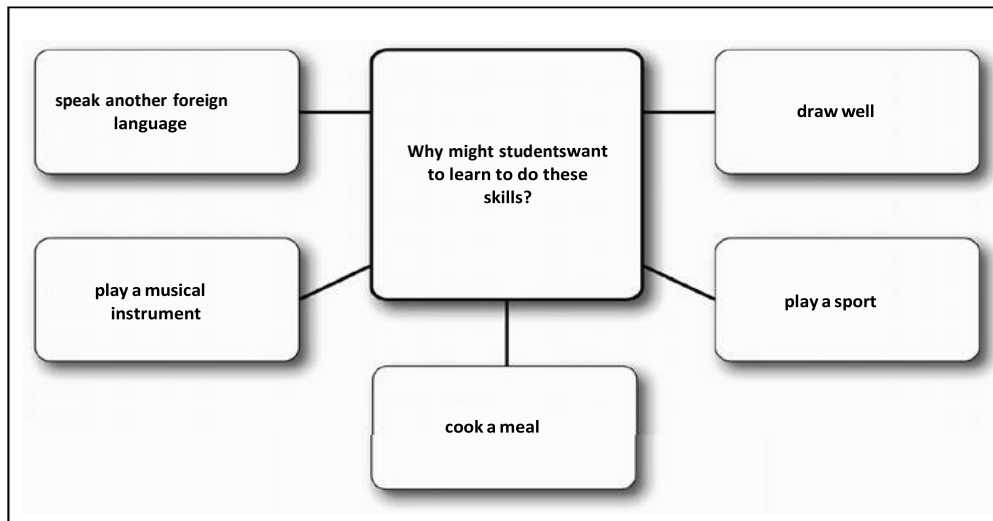 speak another foreign
language
Why might studentswant
to learn to do these
skills?
draw well
play a musical
instrument
play a sport
cook a meal